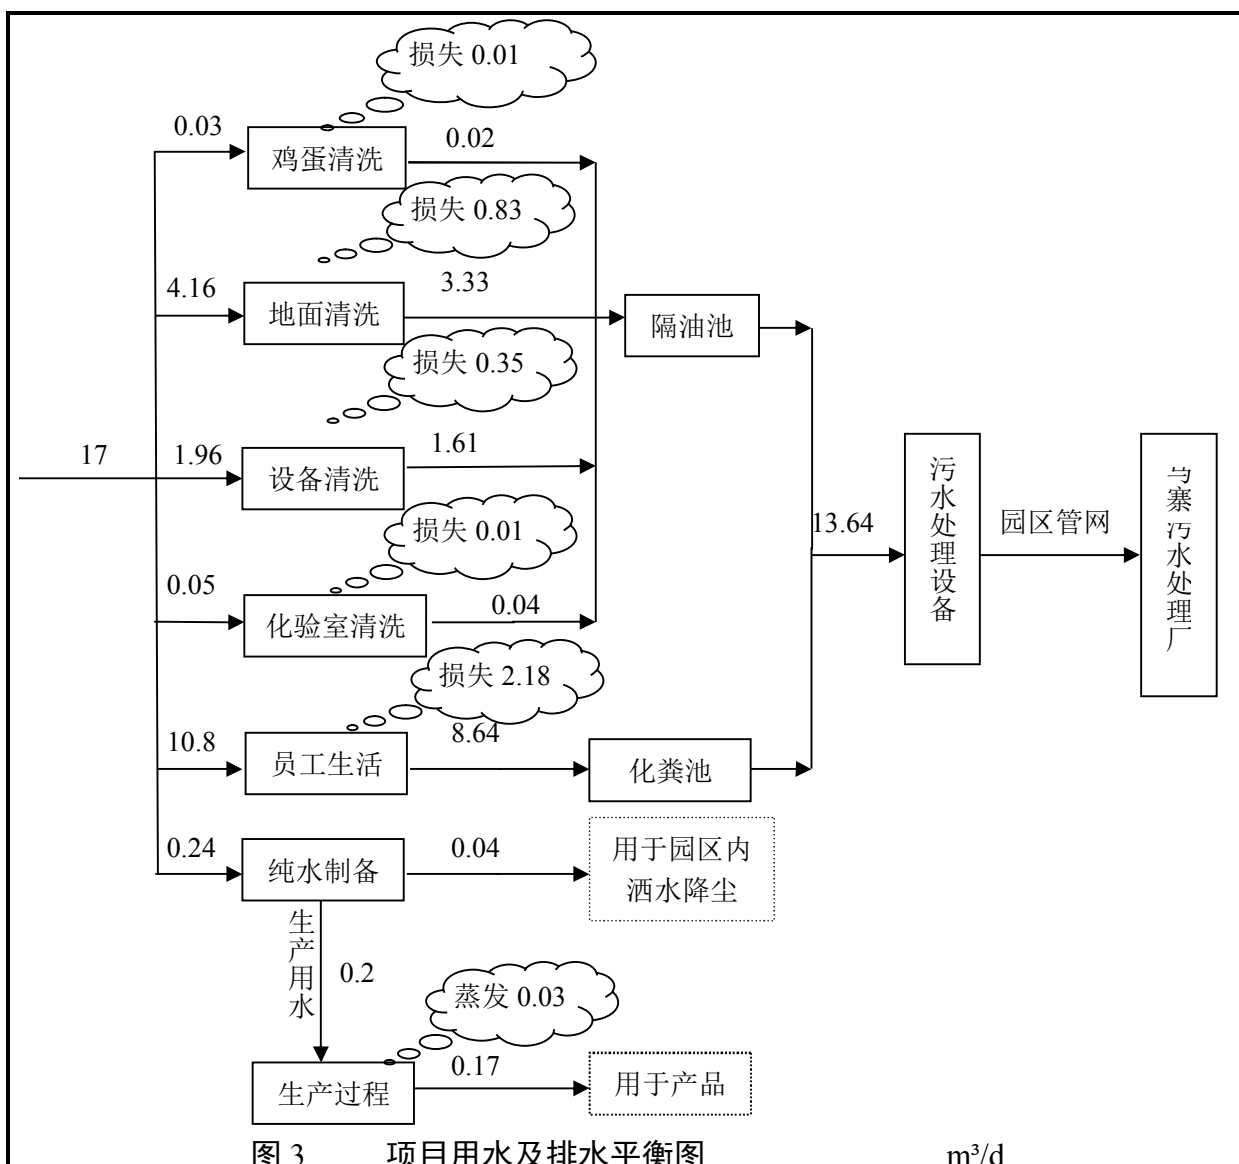 损失 0.01
0.03
鸡蛋清洗
0.02
损失 0.83
4.16
地面清洗
3.33
隔油池
损失 0.35
17
1.96
设备清洗
1.61
损失 0.01
0.05
化验室清洗
0.04
13.64
污水处理设备
园区管网
寨污水处理厂
损失 2.18
10.8
员工生活
8.64
化粪池
0.24
纯水制备
0.04
用于园区内
洒水降尘
生产用水
0.2
蒸发 0.03
生产过程
0.17
用于产品
图 3 项目用水及排水平衡图 m³/d